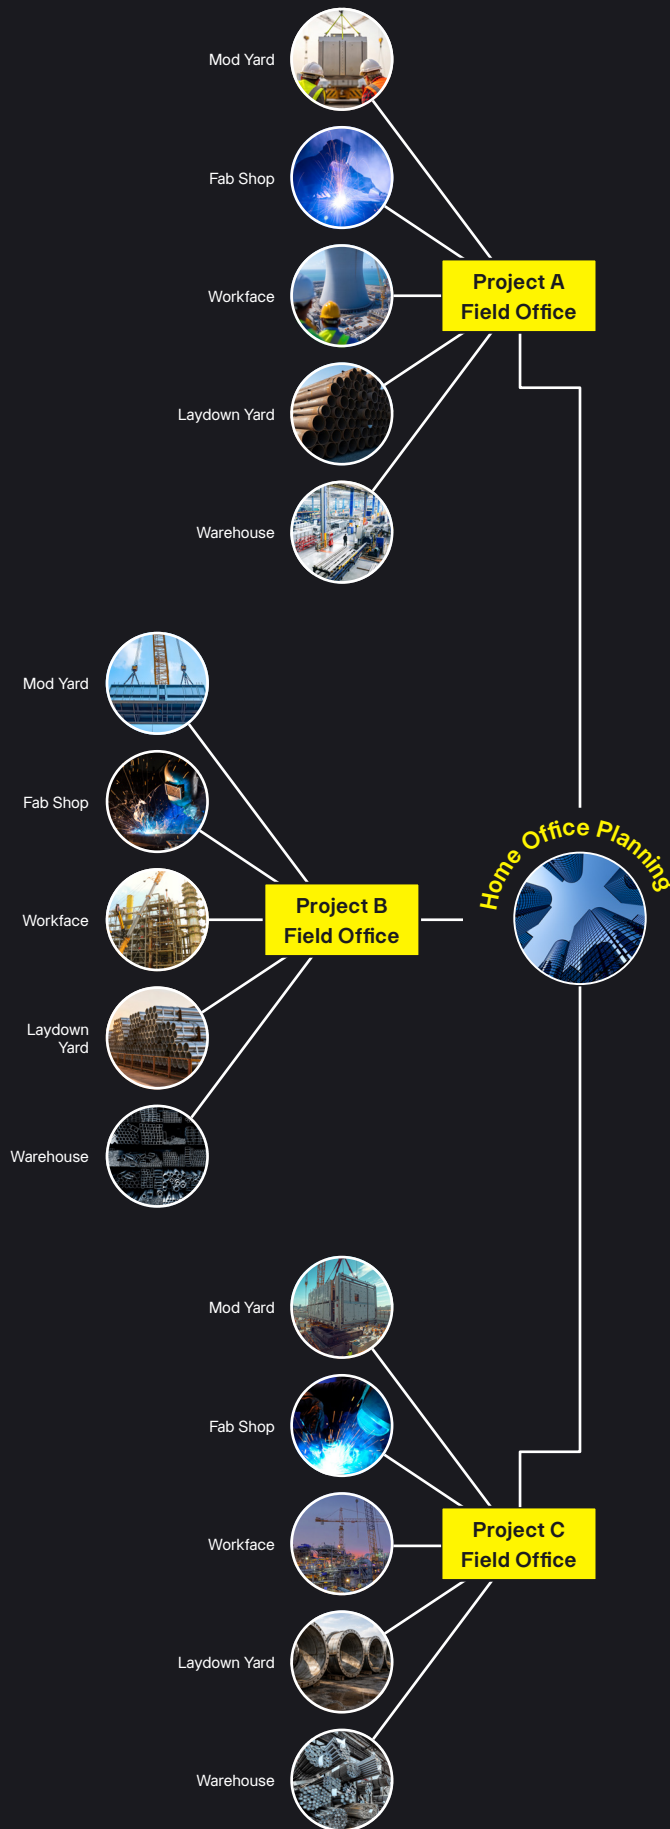 Mod Yard
Fab Shop
Workface
Laydown Yard
Warehouse
Project A
Field Office
Mod Yard
Fab Shop
Workface
Laydown
Yard
Warehouse
Project B
Field Office
Home Office Planning
Mod Yard
Fab Shop
Workface
Laydown Yard
Warehouse
Project C
Field Office